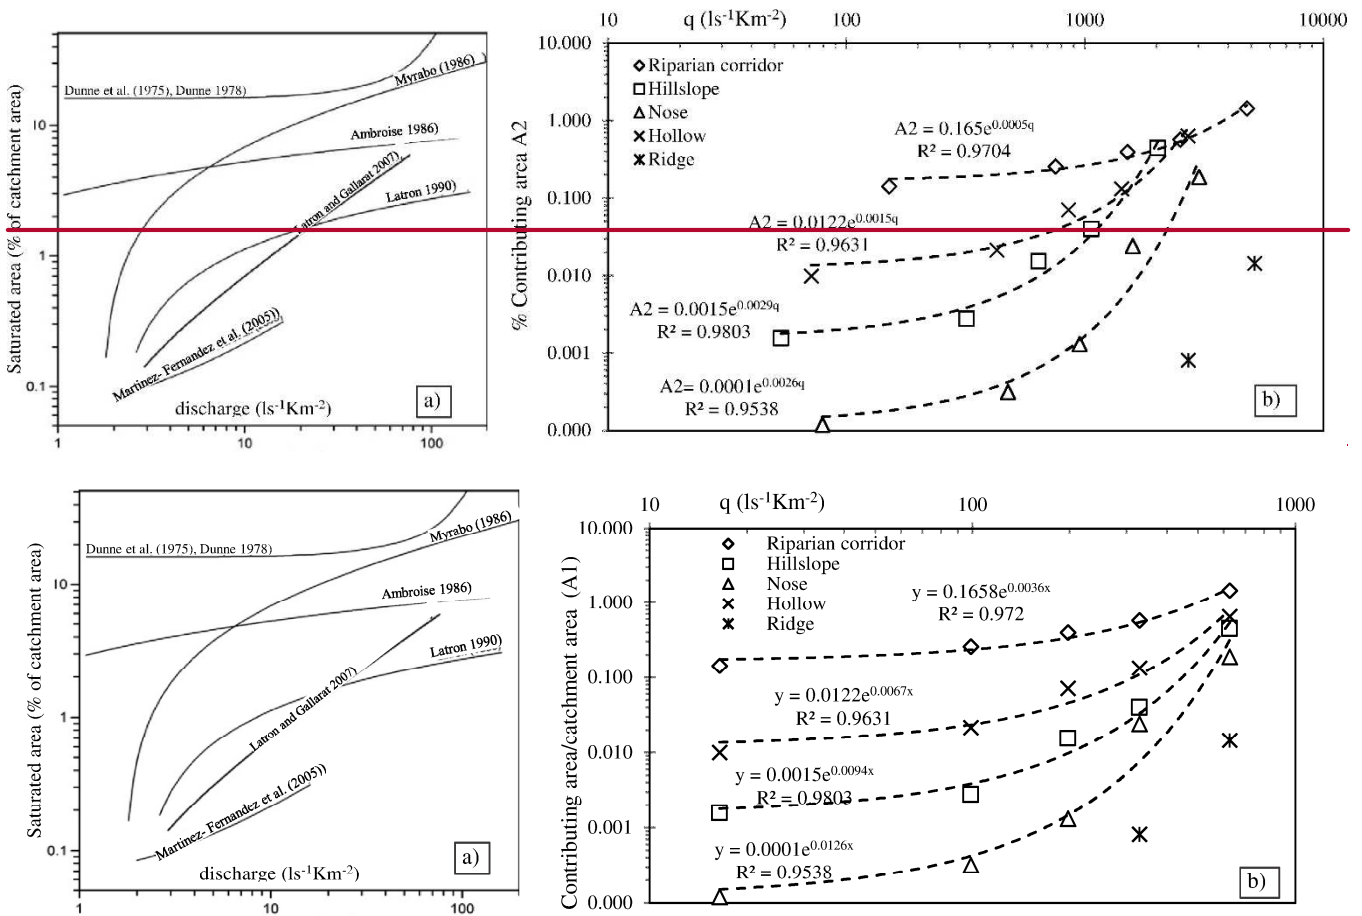 10 q (ls-1Km-2) 100 1000 10000
Saturated area (% of catchment area)
10
1
0.1
1 10 100
Dunne et al. (1975), Dunne 1978)
Myrabo (1986)
Ambroise 1986)
Latron and Gallarat 2007)
Latron 1990)
Martinez- Fernandez et al. (2005))
discharge (ls-1Km-2)
a)
% Contributing area A2
10.000
1.000
0.100
0.010
0.001
0.000
Riparian corridor
Hillslope
Nose
Hollow
Ridge
A2 = 0.165e0.0005q
R² = 0.9704
A2 = 0.0122e0.0015q
R² = 0.9631
A2 = 0.0015e0.0029q
R² = 0.9803
A2= 0.0001e0.0026q
R² = 0.9538
b)
Saturated area (% of catchment area)
10
1
0.1
1 10 100
Dunne et al. (1975), Dunne 1978)
Myrabo (1986)
Ambroise 1986)
Latron 1990)
Latron and Gallarat 2007)
Martinez- Fernandez et al. (2005))
discharge (ls-1Km-2)
a)
10 q (ls-1Km-2) 100 1000
Contributing area/catchment area (A1)
10.000
1.000
0.100
0.010
0.001
0.000
Riparian corridor
Hillslope
Nose
Hollow
Ridge
y = 0.1658e0.0036x
R² = 0.972
y = 0.0122e0.0067x
R² = 0.9631
y = 0.0015e0.0094x
R² = 0.9803
y = 0.0001e0.0126x
R² = 0.9538
b)